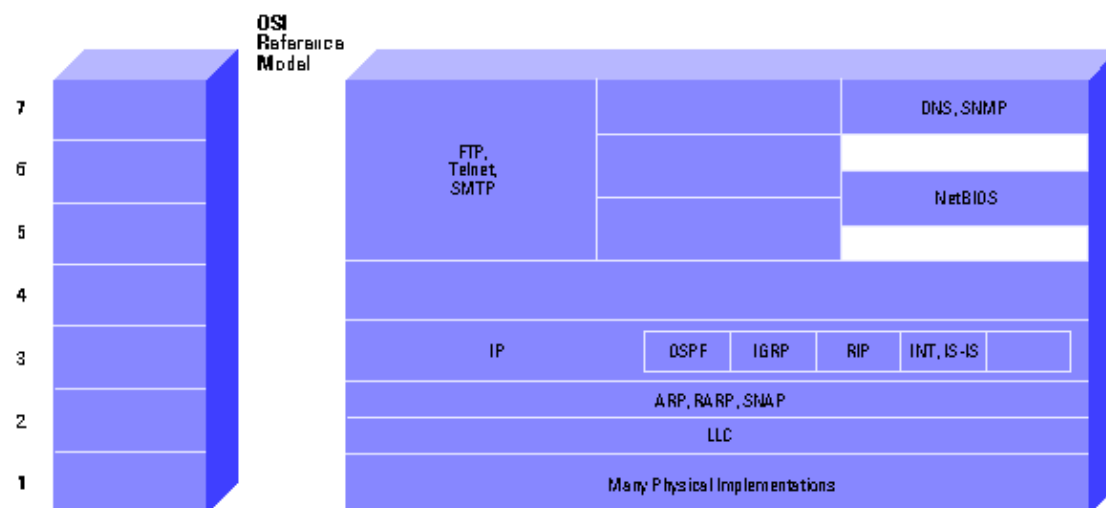 OSI
Reference
Model
7
DNS, SNMP
FTP,
Telnet,
SMTP
6
NetBIOS
5
4
3
IP
OSPF
IGRP
RIP
INT, IS-IS
ARP, RARP, SNAP
2
LLC
1
Many Physical Implementations